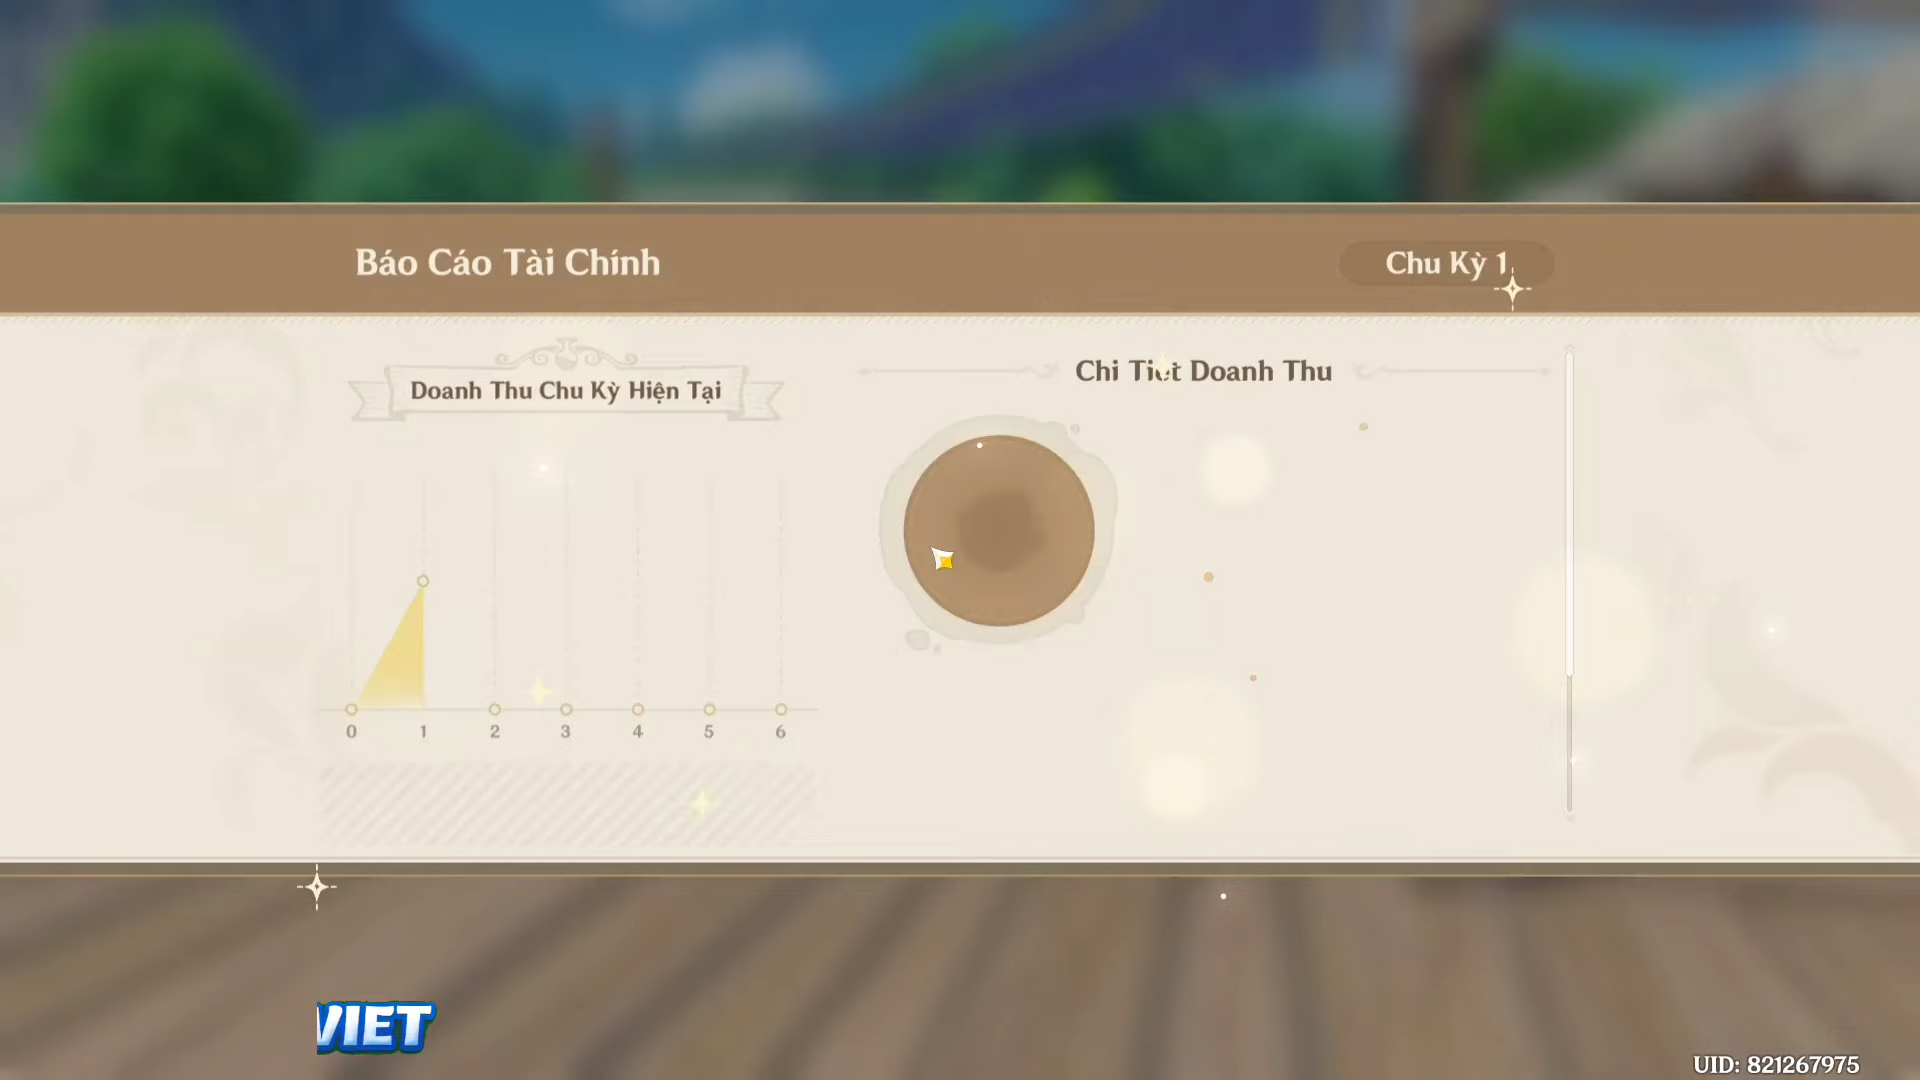 Báo Cáo Tài Chính
Chu Kỳ 1
Doanh Thu Chu Kỳ Hiện Tại
Chi Tiết Doanh Thu
0 1 2 3 4 5 6
VIET
UID: 821267975